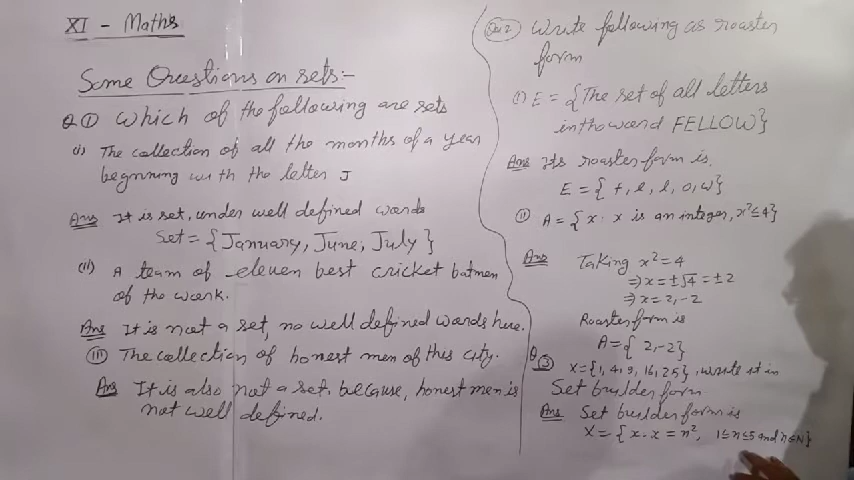 XI - Maths
Some Questions on sets:-
Q ① Which of the following are sets
(i) The collection of all the months of a year
begnning with the letter J
Ans It is set, under well defined words
Set = {January, June, July}
(ii) A team of eleven best cricket batmen
of the work.
Ans It is not a set, no well defined words here.
(iii) The collection of honest men of this city.
Ans It is also not a set. because, honest men is
not well defined.
Qu 2 Write following as roaster
form
(i) E = {The set of all letters
in the word FELLOW}
Ans Its roaster form is,
E = {f, e, l, o, w}
(ii) A = {x . x is an integer, x² ≤ 4}
Ans Taking x² = 4
⇒ x = ±√4 = ±2
⇒ x = 2, -2
Roaster form is
A = {2, -2}
Q ③ X = {1, 4, 9, 16, 25}, write it in
Set builder form
Ans Set builder form is
X = {x . x = n², 1 ≤ n ≤ 5 and n ∈ N}